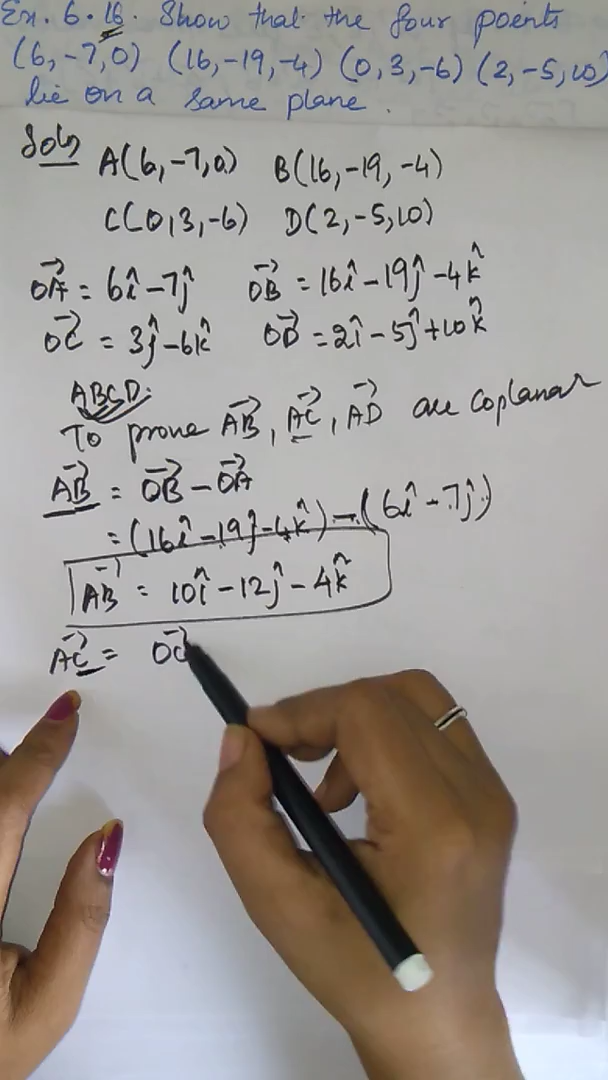 Ex. 6.16. Show that the four points
(6,-7,0) (16,-19,-4) (0,3,-6) (2,-5,10)
lie on a same plane.
Soln A(6,-7,0) B(16,-19,-4)
C(0,3,-6) D(2,-5,10)
OA⃗ = 6î-7ĵ OB⃗ = 16î-19ĵ-4k̂
OC⃗ = 3ĵ-6k̂ OD⃗ = 2î-5ĵ+10k̂
ABCD:
To prove AB⃗, AC⃗, AD⃗ are coplanar
AB⃗ = OB⃗ - OA⃗
= (16î-19ĵ-4k̂) - (6î-7ĵ)
AB⃗ = 10î-12ĵ-4k̂
AC⃗ = OC⃗